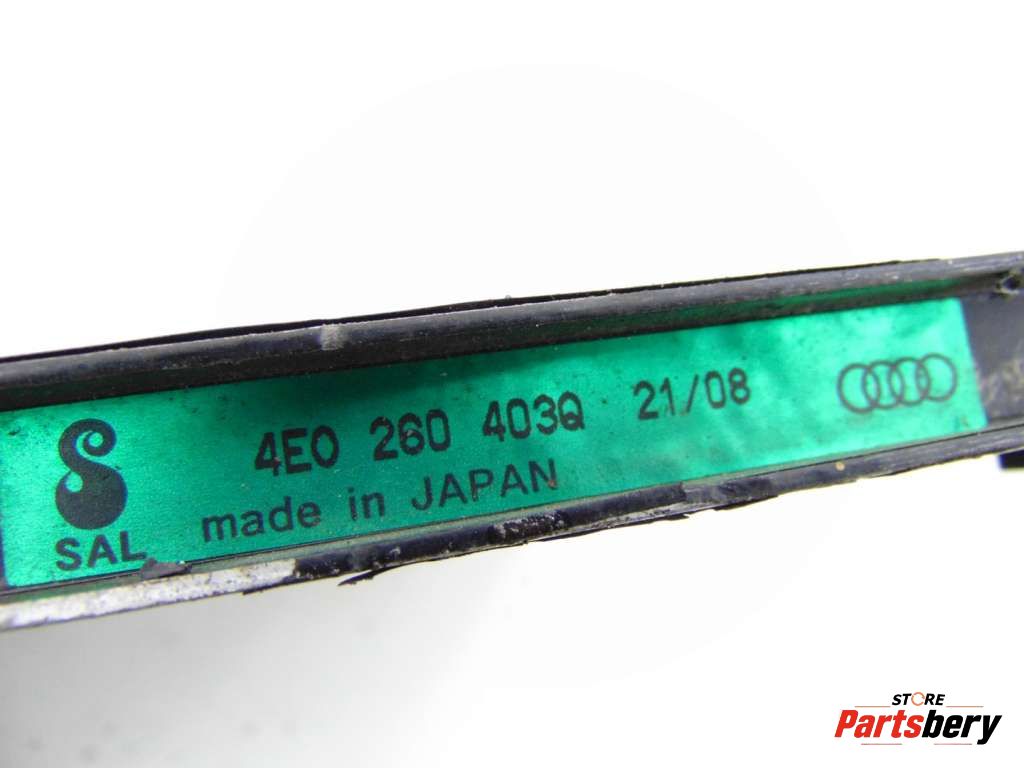 4E0 260 403Q 21/08
made in JAPAN
SAL
STORE
Partsbery